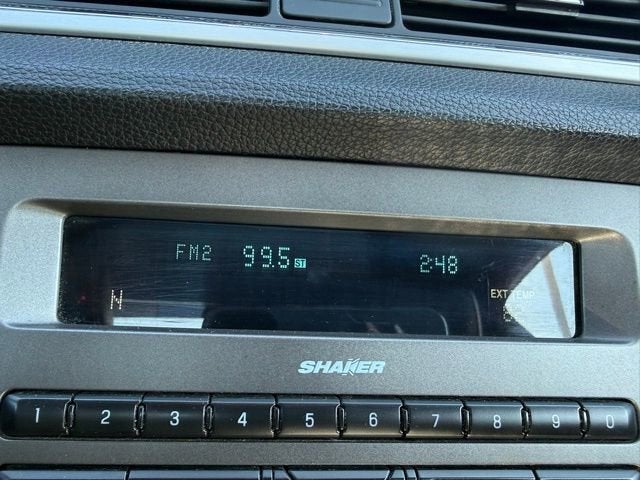 FM2 99.5 ST 2:48
N EXT TEMP
SHAKER
1 2 3 4 5 6 7 8 9 0